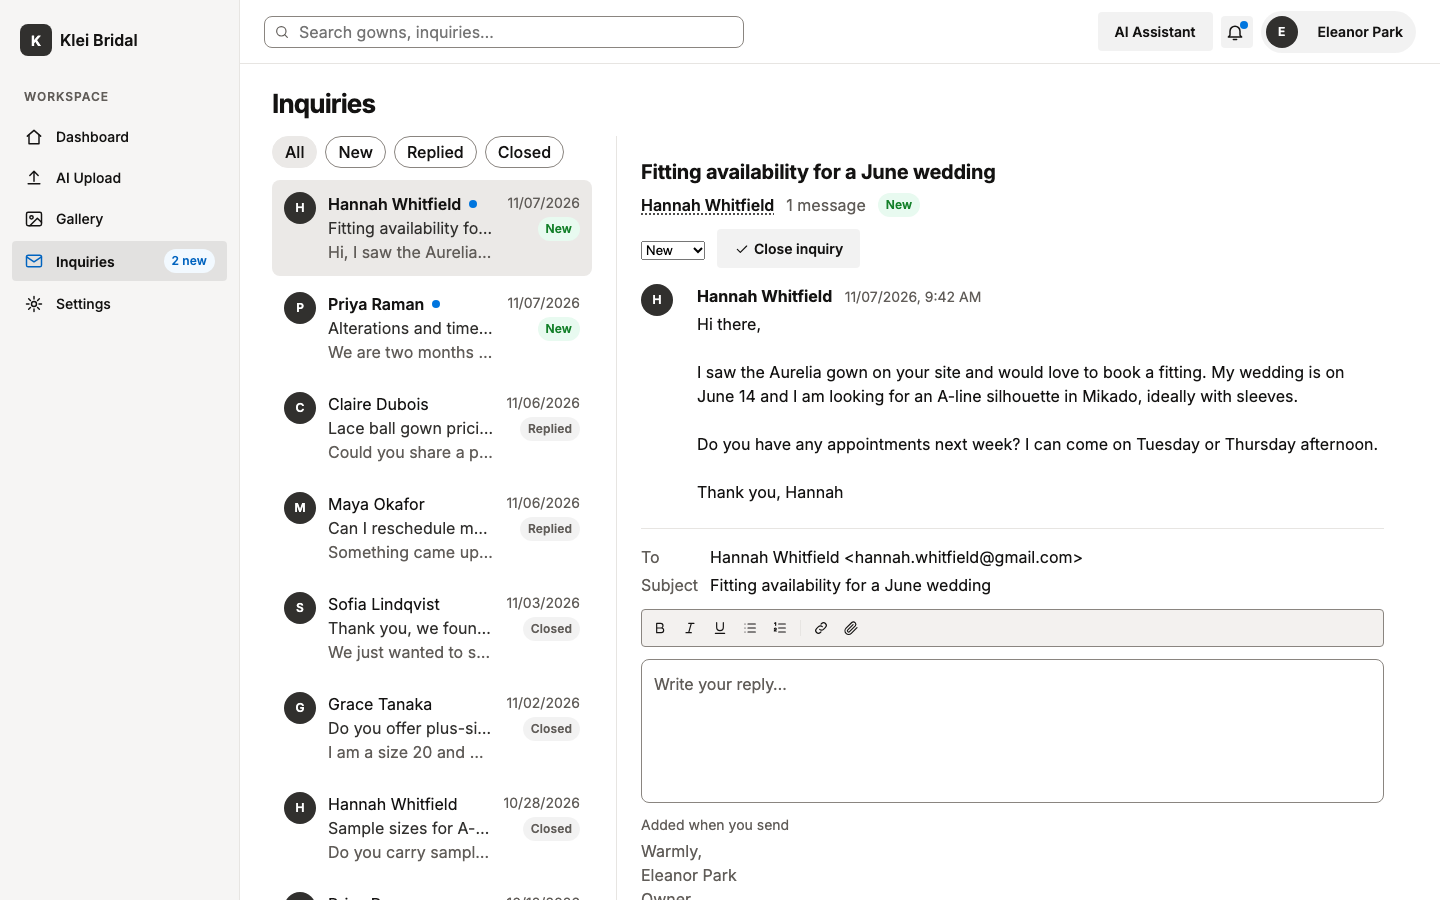 K Klei Bridal
WORKSPACE
Dashboard
AI Upload
Gallery
Inquiries 2 new
Settings
Search gowns, inquiries...
AI Assistant
E Eleanor Park
Inquiries
All New Replied Closed
H Hannah Whitfield 11/07/2026
Fitting availability fo... New
Hi, I saw the Aurelia...
P Priya Raman 11/07/2026
Alterations and time... New
We are two months ...
C Claire Dubois 11/06/2026
Lace ball gown prici... Replied
Could you share a p...
M Maya Okafor 11/06/2026
Can I reschedule m... Replied
Something came up...
S Sofia Lindqvist 11/03/2026
Thank you, we foun... Closed
We just wanted to s...
G Grace Tanaka 11/02/2026
Do you offer plus-si... Closed
I am a size 20 and ...
H Hannah Whitfield 10/28/2026
Sample sizes for A-... Closed
Do you carry sampl...
Fitting availability for a June wedding
Hannah Whitfield 1 message New
New Close inquiry
H Hannah Whitfield 11/07/2026, 9:42 AM
Hi there,
I saw the Aurelia gown on your site and would love to book a fitting. My wedding is on
June 14 and I am looking for an A-line silhouette in Mikado, ideally with sleeves.
Do you have any appointments next week? I can come on Tuesday or Thursday afternoon.
Thank you, Hannah
To Hannah Whitfield <hannah.whitfield@gmail.com>
Subject Fitting availability for a June wedding
B I U
Write your reply...
Added when you send
Warmly,
Eleanor Park
Owner